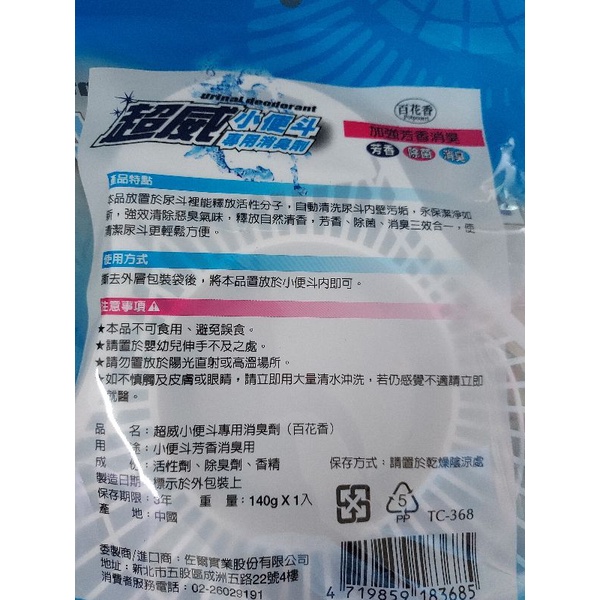 urinal deodorant
超威小便斗
專用消臭劑
百花香
加強芳香消臭
芳香 除菌 消臭
產品特點
本品放置於尿斗裡能釋放活性分子，自動清洗尿斗內壁污垢，永保潔淨如
新，強效清除惡臭氣味，釋放自然清香，芳香、除菌、消臭三效合一，使
清潔尿斗更輕鬆方便。
使用方式
撕去外層包裝袋後，將本品置放於小便斗內即可。
注意事項
★本品不可食用、避免誤食。
★請置於嬰幼兒伸手不及之處。
★請勿置放於陽光直射或高溫場所。
★如不慎觸及皮膚或眼睛，請立即用大量清水沖洗，若仍感覺不適請立即
就醫。
品 名：超威小便斗專用消臭劑（百花香）
用 途：小便斗芳香消臭用
成 份：活性劑、除臭劑、香精
保存方式：請置於乾燥陰涼處
製造日期：標示於外包裝上
保存期限：3年 重 量：140g X 1入
產 地：中國
5
PP
TC-368
委製商/進口商：佐爾實業股份有限公司
地址：新北市五股區成洲五路22號4樓
消費者服務電話：02-26029191
4 719859 183685